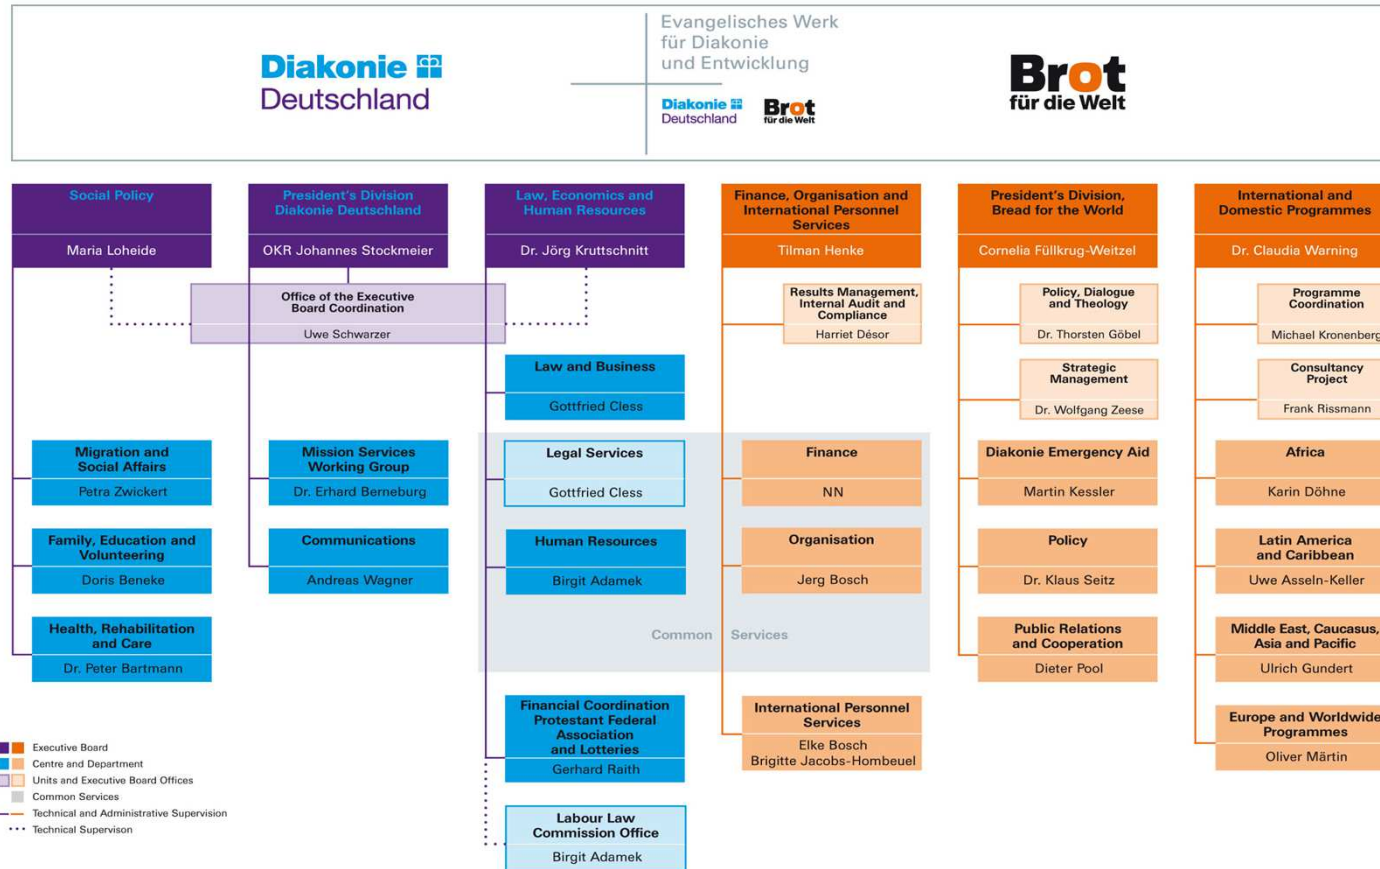 Diakonie
Deutschland
Evangelisches Werk
für Diakonie
und Entwicklung
Diakonie
Deutschland
Brot
für die Welt
Brot
für die Welt
Social Policy
Maria Loheide
President's Division
Diakonie Deutschland
OKR Johannes Stockmeier
Law, Economics and
Human Resources
Dr. Jörg Kruttschnitt
Finance, Organisation and
International Personnel
Services
Tilman Henke
President's Division,
Bread for the World
Cornelia Füllkrug-Weitzel
International and
Domestic Programmes
Dr. Claudia Warning
Office of the Executive
Board Coordination
Uwe Schwarzer
Results Management,
Internal Audit and
Compliance
Harriet Désor
Policy, Dialogue
and Theology
Dr. Thorsten Göbel
Programme
Coordination
Michael Kronenberg
Law and Business
Gottfried Cless
Strategic
Management
Dr. Wolfgang Zeese
Consultancy
Project
Frank Rissmann
Migration and
Social Affairs
Petra Zwickert
Mission Services
Working Group
Dr. Erhard Berneburg
Legal Services
Gottfried Cless
Finance
NN
Diakonie Emergency Aid
Martin Kessler
Africa
Karin Döhne
Family, Education and
Volunteering
Doris Beneke
Communications
Andreas Wagner
Human Resources
Birgit Adamek
Organisation
Jerg Bosch
Policy
Dr. Klaus Seitz
Latin America
and Caribbean
Uwe Asseln-Keller
Health, Rehabilitation
and Care
Dr. Peter Bartmann
Common Services
Public Relations
and Cooperation
Dieter Pool
Middle East, Caucasus,
Asia and Pacific
Ulrich Gundert
Financial Coordination
Protestant Federal
Association
and Lotteries
Gerhard Raith
International Personnel
Services
Elke Bosch
Brigitte Jacobs-Hombeuel
Europe and Worldwide
Programmes
Oliver Märtin
Labour Law
Commission Office
Birgit Adamek
Executive Board
Centre and Department
Units and Executive Board Offices
Common Services
Technical and Administrative Supervision
Technical Supervison